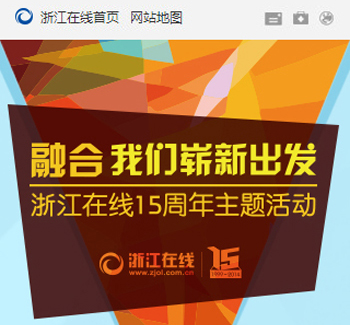 浙江在线首页 网站地图
融合 我们崭新出发
浙江在线15周年主题活动
浙江在线 15
www.zjol.com.cn 1999-2014